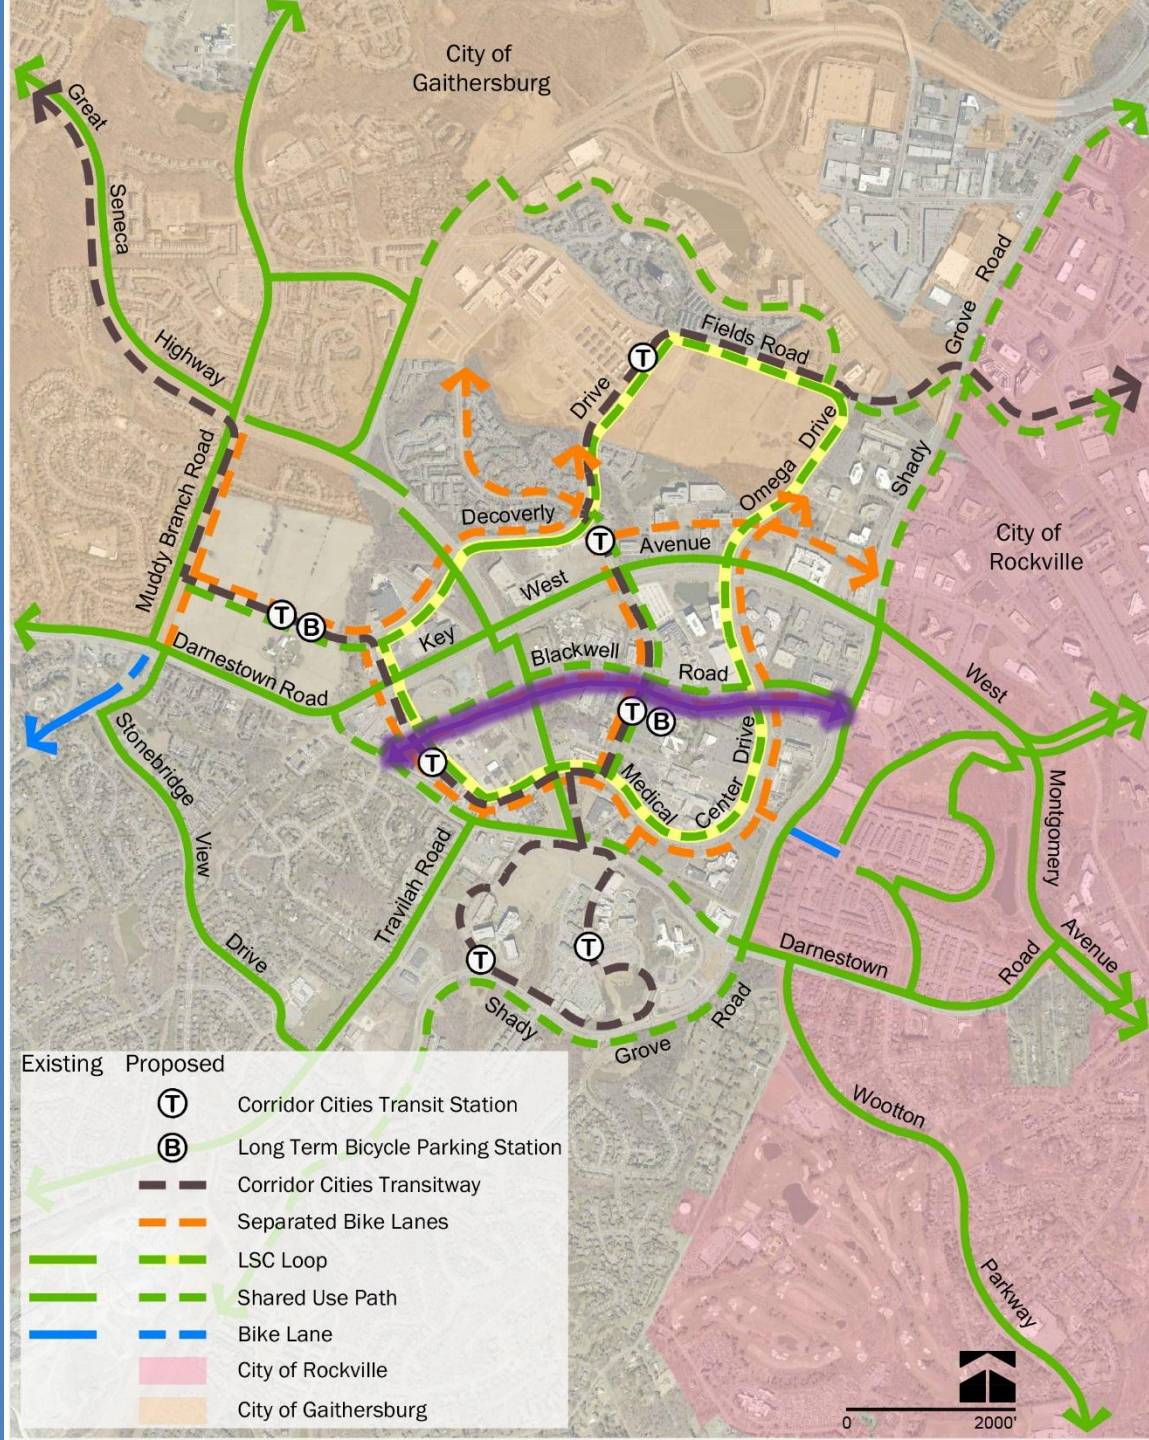 City of
Gaithersburg
Great
Seneca
Highway
Grove Road
Fields Road
Drive
Omega Drive
Shady
Muddy Branch Road
Decoverly
Avenue
City of
Rockville
West
T
T
T
B
Key
Blackwell
Road
Darnestown Road
West
T
B
T
Stonebridge
View
Drive
Medical
Center Drive
Montgomery
Avenue
Travilah Road
T
T
Darnestown
Road
Shady
Grove
Road
Wootton
Parkway
Existing Proposed
T Corridor Cities Transit Station
B Long Term Bicycle Parking Station
Corridor Cities Transitway
Separated Bike Lanes
LSC Loop
Shared Use Path
Bike Lane
City of Rockville
City of Gaithersburg
0 2000'